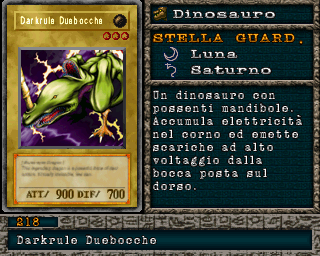 Darkrule Duebocche
ATT/ 900 DIF/ 700
Dinosauro
STELLA GUARD.
Luna
Saturno
Un dinosauro con
possenti mandibole.
Accumula elettricità
nel corno ed emette
scariche ad alto
voltaggio dalla
bocca posta sul
dorso.
218
Darkrule Duebocche